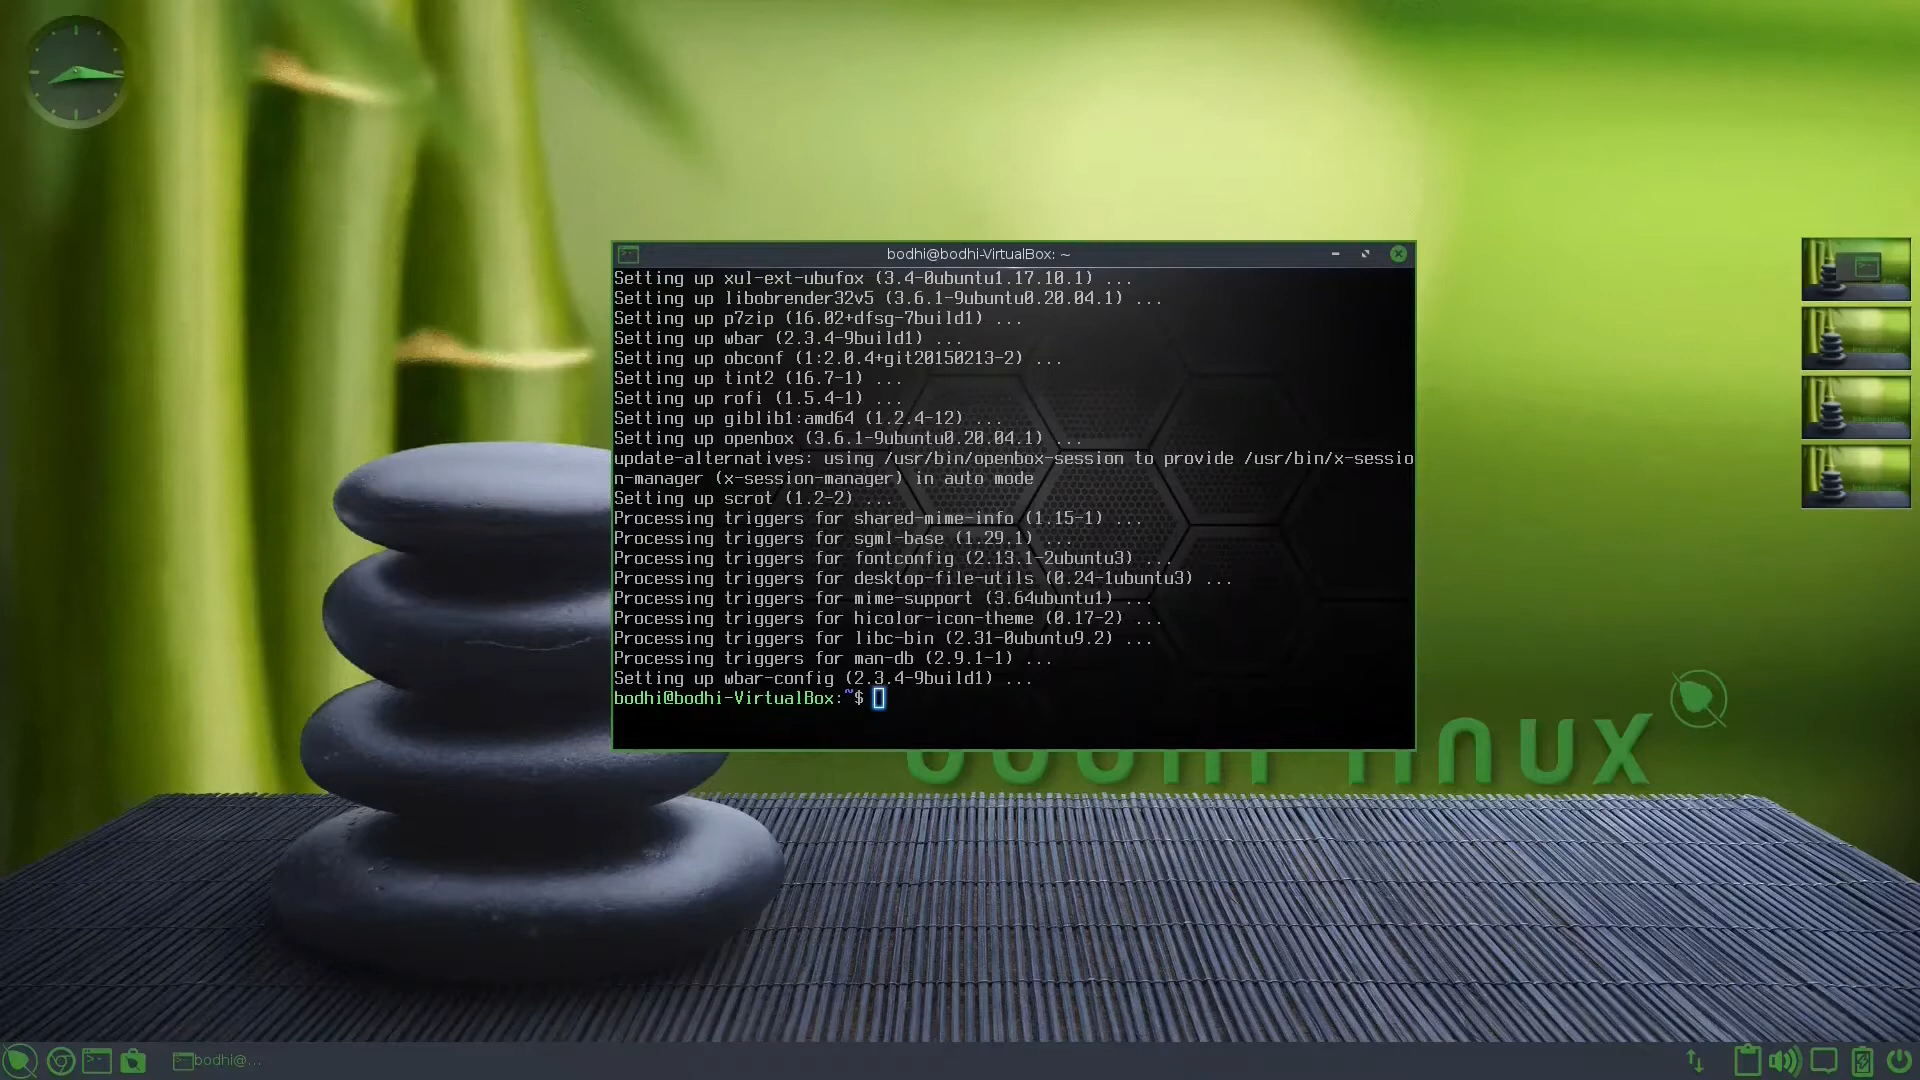 bodhi@bodhi-VirtualBox: ~
Setting up xul-ext-ubufox (3.4-0ubuntu1.17.10.1) ...
Setting up libobrender32v5 (3.6.1-9ubuntu0.20.04.1) ...
Setting up p7zip (16.02+dfsg-7build1) ...
Setting up wbar (2.3.4-9build1) ...
Setting up obconf (1:2.0.4+git20150213-2) ...
Setting up tint2 (16.7-1) ...
Setting up rofi (1.5.4-1) ...
Setting up giblib1:amd64 (1.2.4-12) ...
Setting up openbox (3.6.1-9ubuntu0.20.04.1) ...
update-alternatives: using /usr/bin/openbox-session to provide /usr/bin/x-sessio
n-manager (x-session-manager) in auto mode
Setting up scrot (1.2-2) ...
Processing triggers for shared-mime-info (1.15-1) ...
Processing triggers for sgml-base (1.29.1) ...
Processing triggers for fontconfig (2.13.1-2ubuntu3) ...
Processing triggers for desktop-file-utils (0.24-1ubuntu3) ...
Processing triggers for mime-support (3.64ubuntu1) ...
Processing triggers for hicolor-icon-theme (0.17-2) ...
Processing triggers for libc-bin (2.31-0ubuntu9.2) ...
Processing triggers for man-db (2.9.1-1) ...
Setting up wbar-config (2.3.4-9build1) ...
bodhi@bodhi-VirtualBox:~$
bodhi linux
bodhi@...